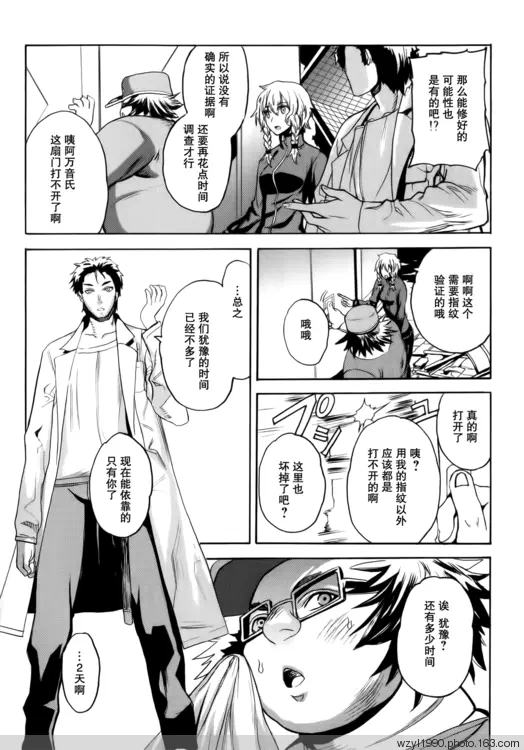 那么能修好的
可能性也
是有的吧!?
所以说没有
确实的证据啊
还要再花点时间
调查才行
咦阿万音氏
这扇门打不开了啊
啊啊这个
需要指纹
验证的哦
哦哦
真的
打开了
咦?
用我的指纹以外
应该都是
打不开的啊
这里也
坏掉了吧?
プシ
…总之
我们犹豫的时间
已经不多了
现在能依靠的
只有你了
诶 犹豫?
还有多少时间
…2天啊
wzyl1990.photo.163.com